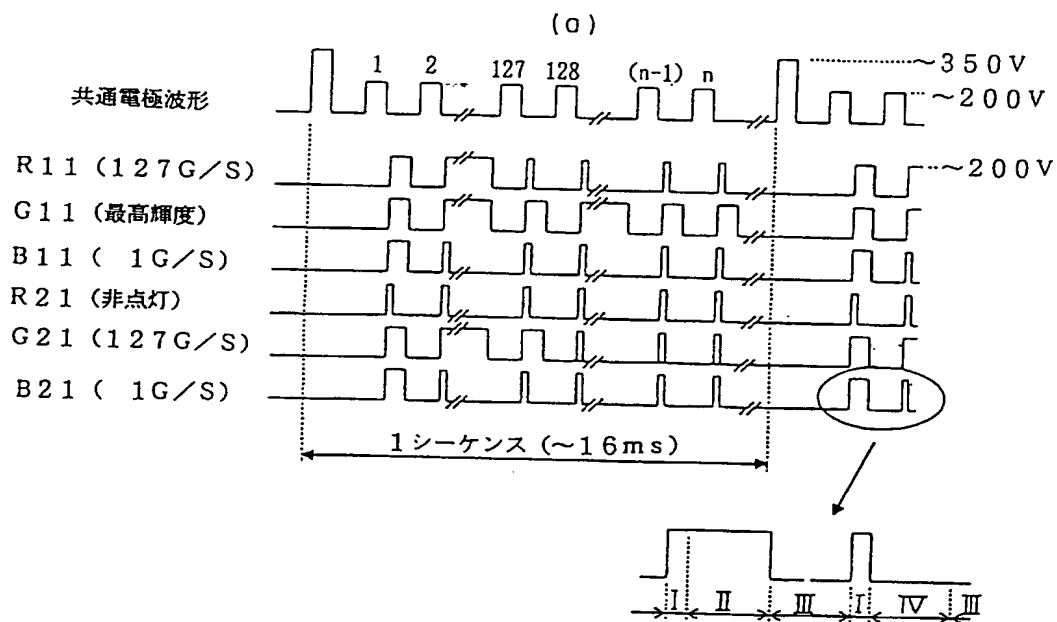 (a)
1 2 127 128 (n-1) n
～350V
共通電極波形
～200V
R11(127G/S)
～200V
G11(最高輝度)
B11( 1G/S)
R21(非点灯)
G21(127G/S)
B21( 1G/S)
1シーケンス(～16ms)
I II III I IV III